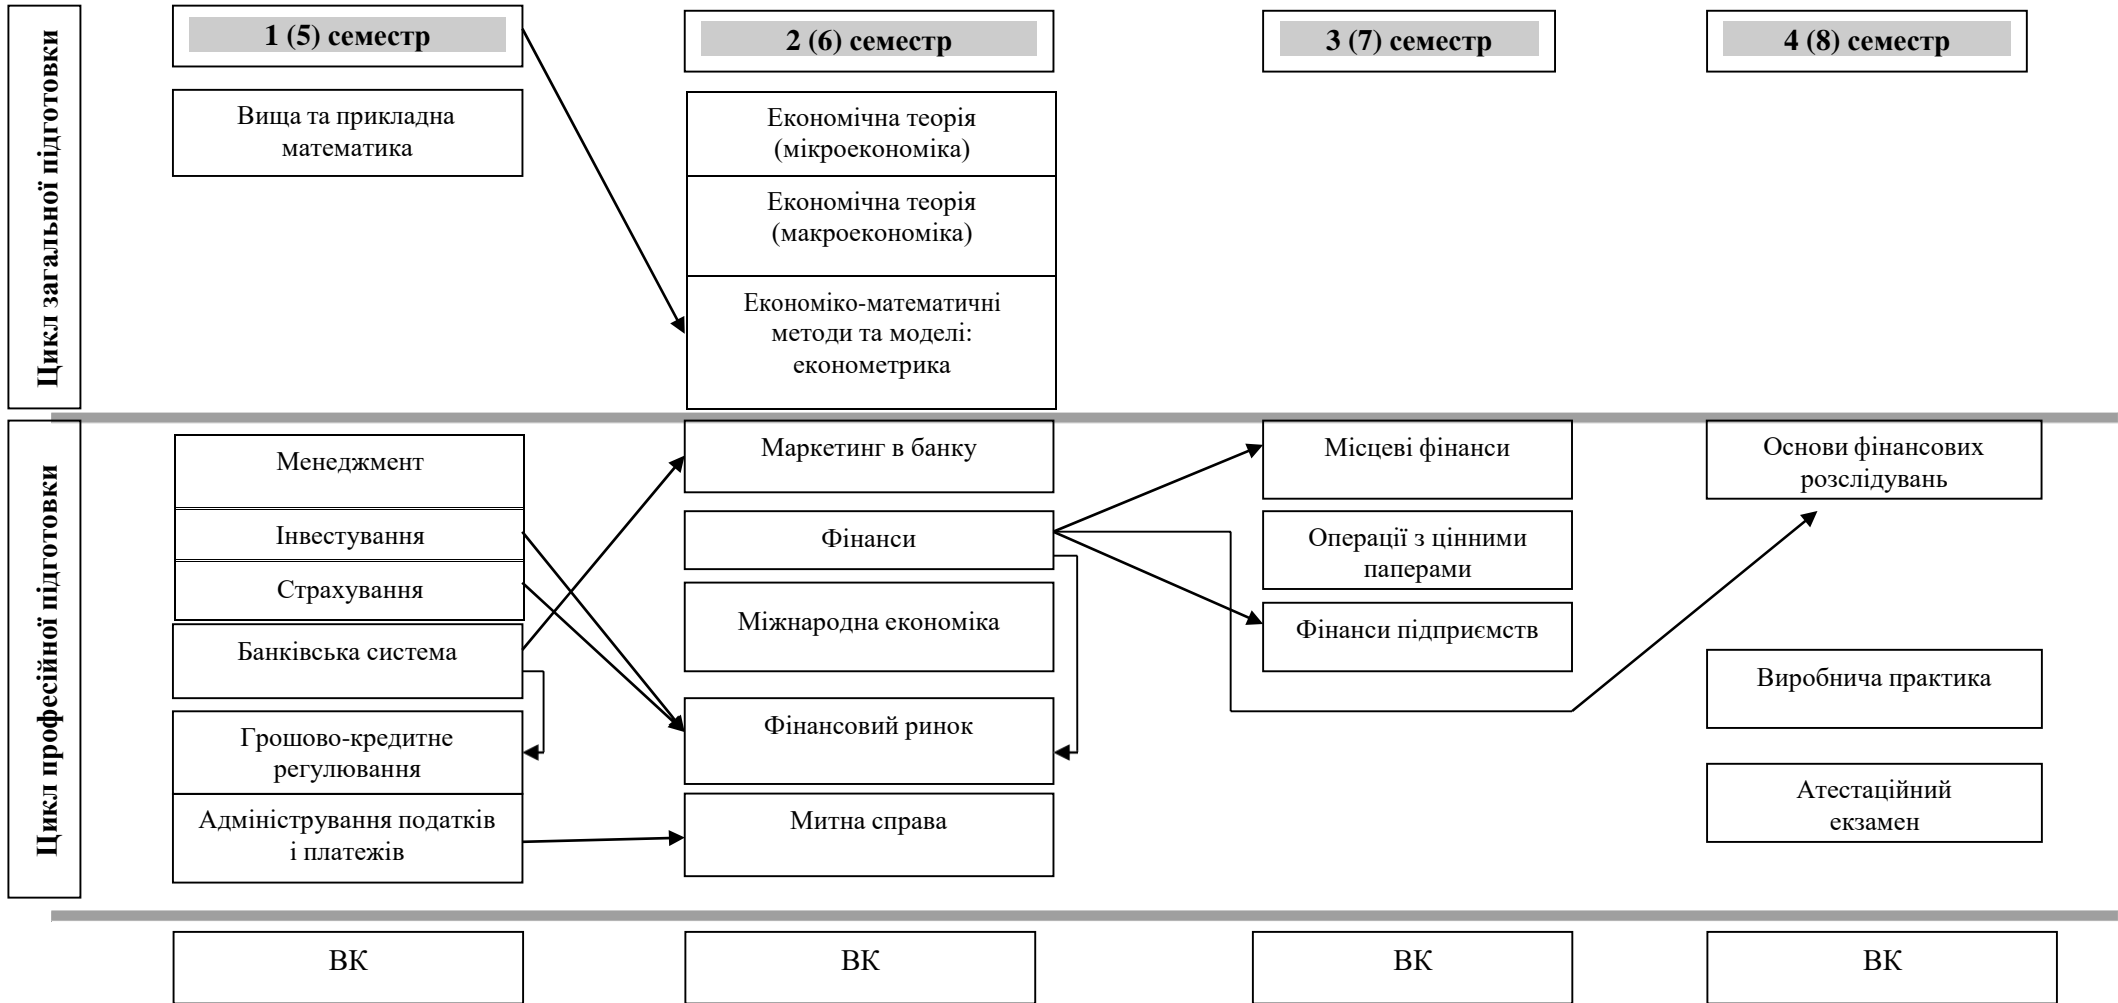 Цикл загальної підготовки
1 (5) семестр
2 (6) семестр
3 (7) семестр
4 (8) семестр
Вища та прикладна
математика
Економічна теорія
(мікроекономіка)
Економічна теорія
(макроекономіка)
Економіко-математичні
методи та моделі:
економетрика
Цикл професійної підготовки
Менеджмент
Інвестування
Страхування
Банківська система
Грошово-кредитне
регулювання
Адміністрування податків
і платежів
Маркетинг в банку
Фінанси
Міжнародна економіка
Фінансовий ринок
Митна справа
Місцеві фінанси
Операції з цінними
паперами
Фінанси підприємств
Основи фінансових
розслідувань
Виробнича практика
Атестаційний
екзамен
ВК
ВК
ВК
ВК